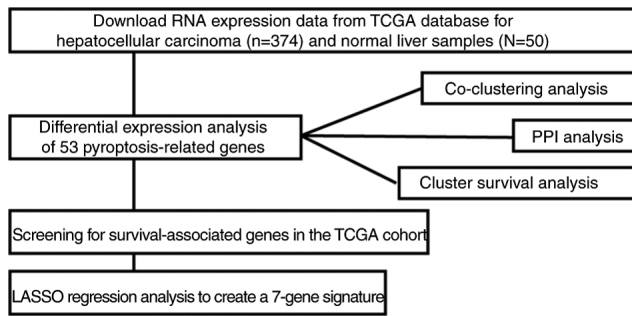 Download RNA expression data from TCGA database for
hepatocellular carcinoma (n=374) and normal liver samples (N=50)
Co-clustering analysis
Differential expression analysis
of 53 pyroptosis-related genes
PPI analysis
Cluster survival analysis
Screening for survival-associated genes in the TCGA cohort
LASSO regression analysis to create a 7-gene signature